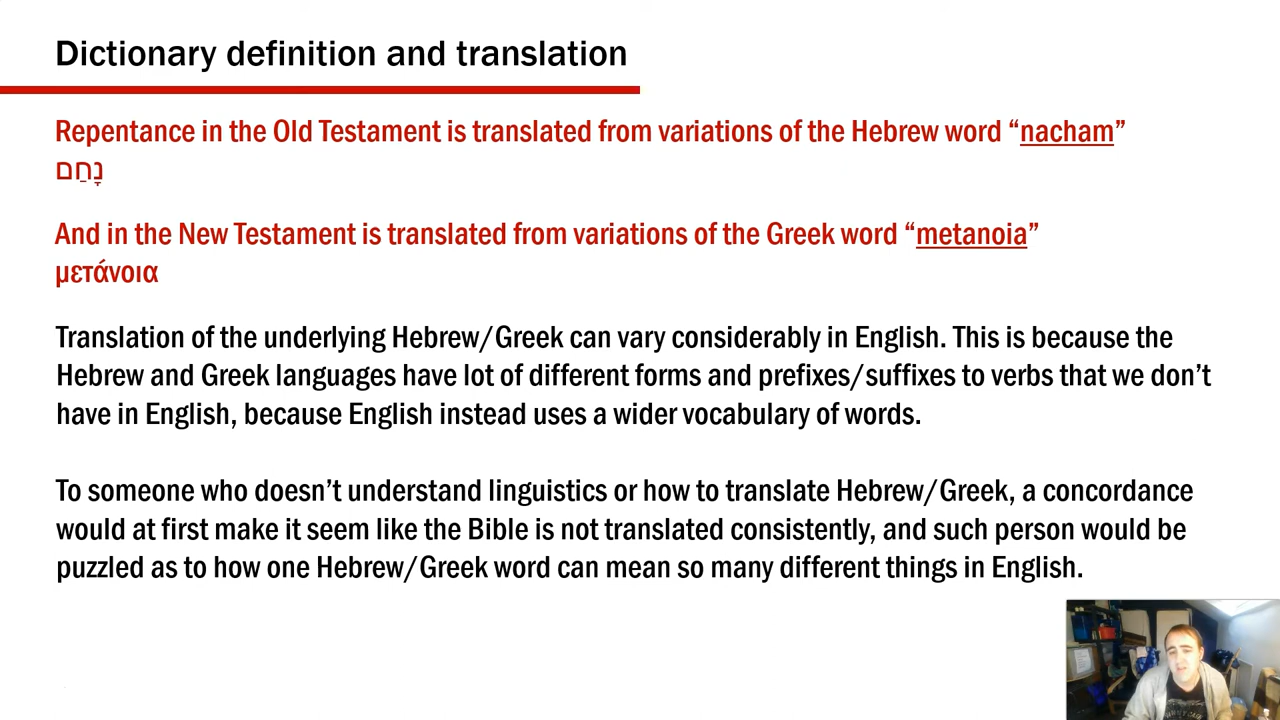 Dictionary definition and translation
Repentance in the Old Testament is translated from variations of the Hebrew word “nacham”
נָחַם
And in the New Testament is translated from variations of the Greek word “metanoia”
μετάνοια
Translation of the underlying Hebrew/Greek can vary considerably in English. This is because the
Hebrew and Greek languages have lot of different forms and prefixes/suffixes to verbs that we don’t
have in English, because English instead uses a wider vocabulary of words.
To someone who doesn’t understand linguistics or how to translate Hebrew/Greek, a concordance
would at first make it seem like the Bible is not translated consistently, and such person would be
puzzled as to how one Hebrew/Greek word can mean so many different things in English.